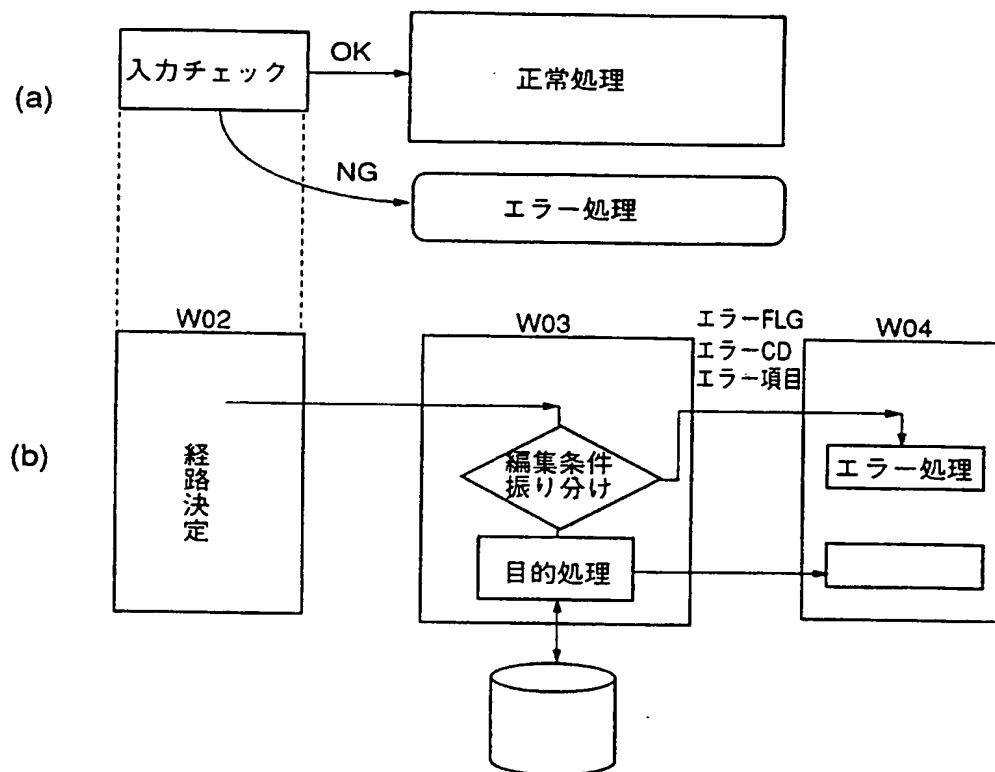 (a)
入力チェック
OK
正常処理
NG
エラー処理
(b)
W02
経路決定
W03
編集条件
振り分け
目的処理
エラーFLG
エラーCD
エラー項目
W04
エラー処理